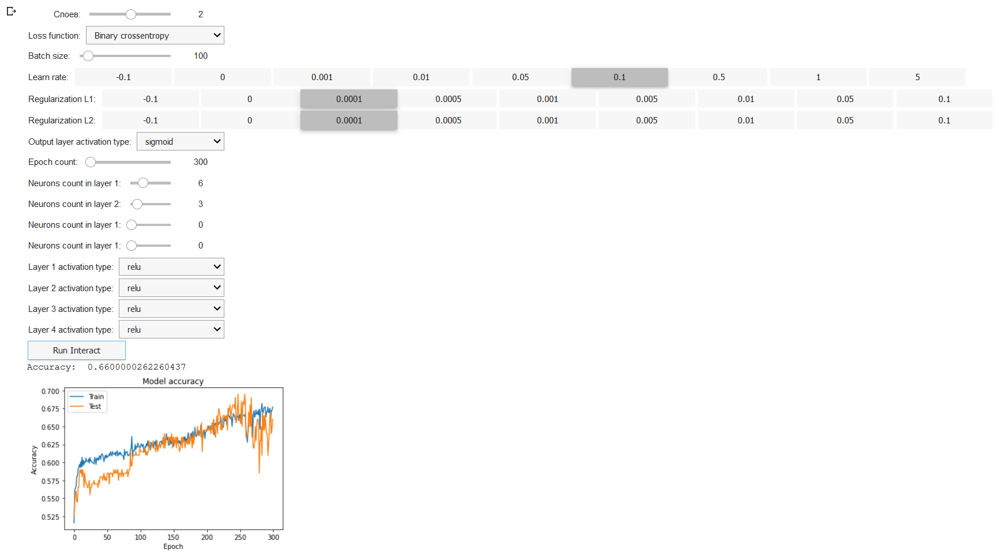 Слоев: 2
Loss function: Binary crossentropy
Batch size: 100
Learn rate: -0.1 0 0.001 0.01 0.05 0.1 0.5 1 5
Regularization L1: -0.1 0 0.0001 0.0005 0.001 0.005 0.01 0.05 0.1
Regularization L2: -0.1 0 0.0001 0.0005 0.001 0.005 0.01 0.05 0.1
Output layer activation type: sigmoid
Epoch count: 300
Neurons count in layer 1: 6
Neurons count in layer 2: 3
Neurons count in layer 1: 0
Neurons count in layer 1: 0
Layer 1 activation type: relu
Layer 2 activation type: relu
Layer 3 activation type: relu
Layer 4 activation type: relu
Run Interact
Accuracy: 0.6600000262260437
Model accuracy
Train
Test
0.700
0.675
0.650
0.625
0.600
0.575
0.550
0.525
Accuracy
0 50 100 150 200 250 300
Epoch